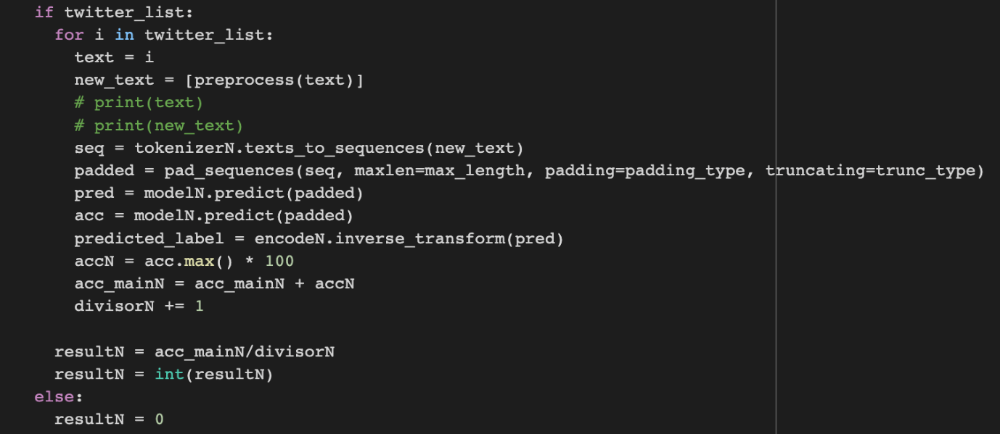 if twitter_list:
for i in twitter_list:
text = i
new_text = [preprocess(text)]
# print(text)
# print(new_text)
seq = tokenizerN.texts_to_sequences(new_text)
padded = pad_sequences(seq, maxlen=max_length, padding=padding_type, truncating=trunc_type)
pred = modelN.predict(padded)
acc = modelN.predict(padded)
predicted_label = encodeN.inverse_transform(pred)
accN = acc.max() * 100
acc_mainN = acc_mainN + accN
divisorN += 1
resultN = acc_mainN/divisorN
resultN = int(resultN)
else:
resultN = 0